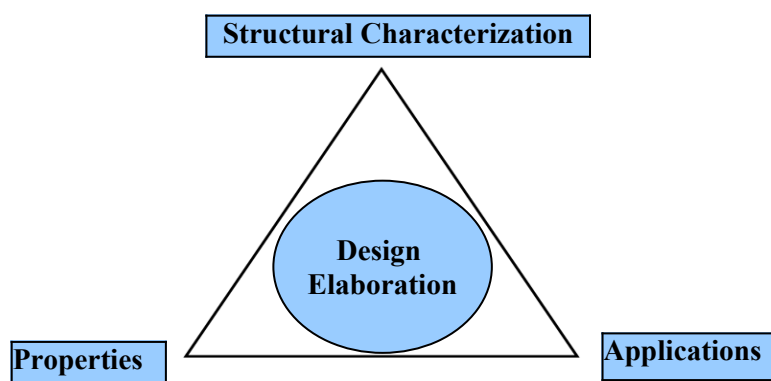 Structural Characterization
Design
Elaboration
Properties
Applications